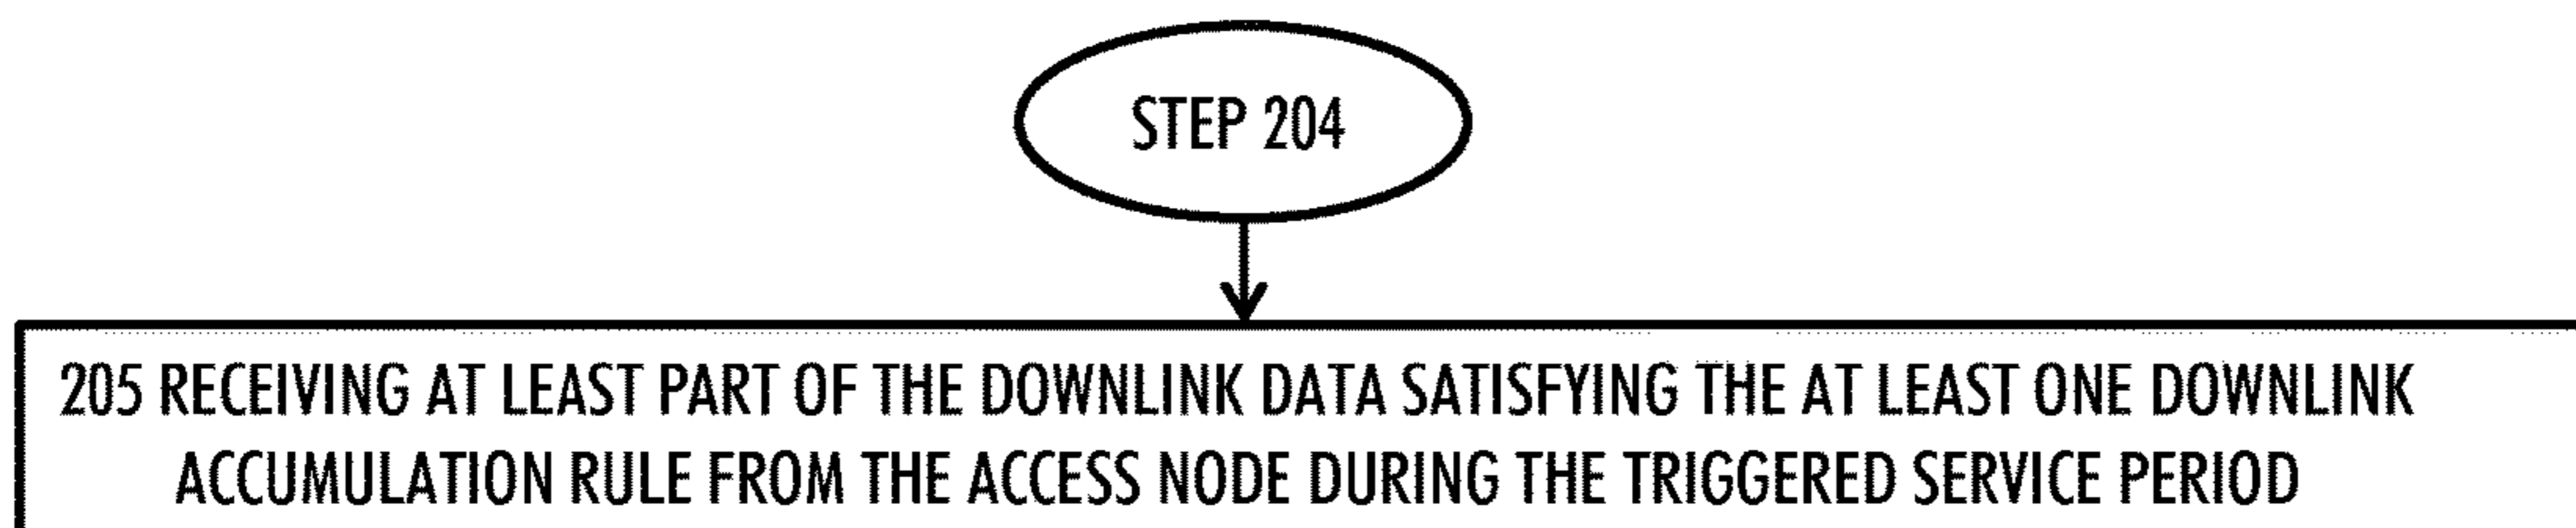 STEP 204
205 RECEIVING AT LEAST PART OF THE DOWNLINK DATA SATISFYING THE AT LEAST ONE DOWNLINK
ACCUMULATION RULE FROM THE ACCESS NODE DURING THE TRIGGERED SERVICE PERIOD